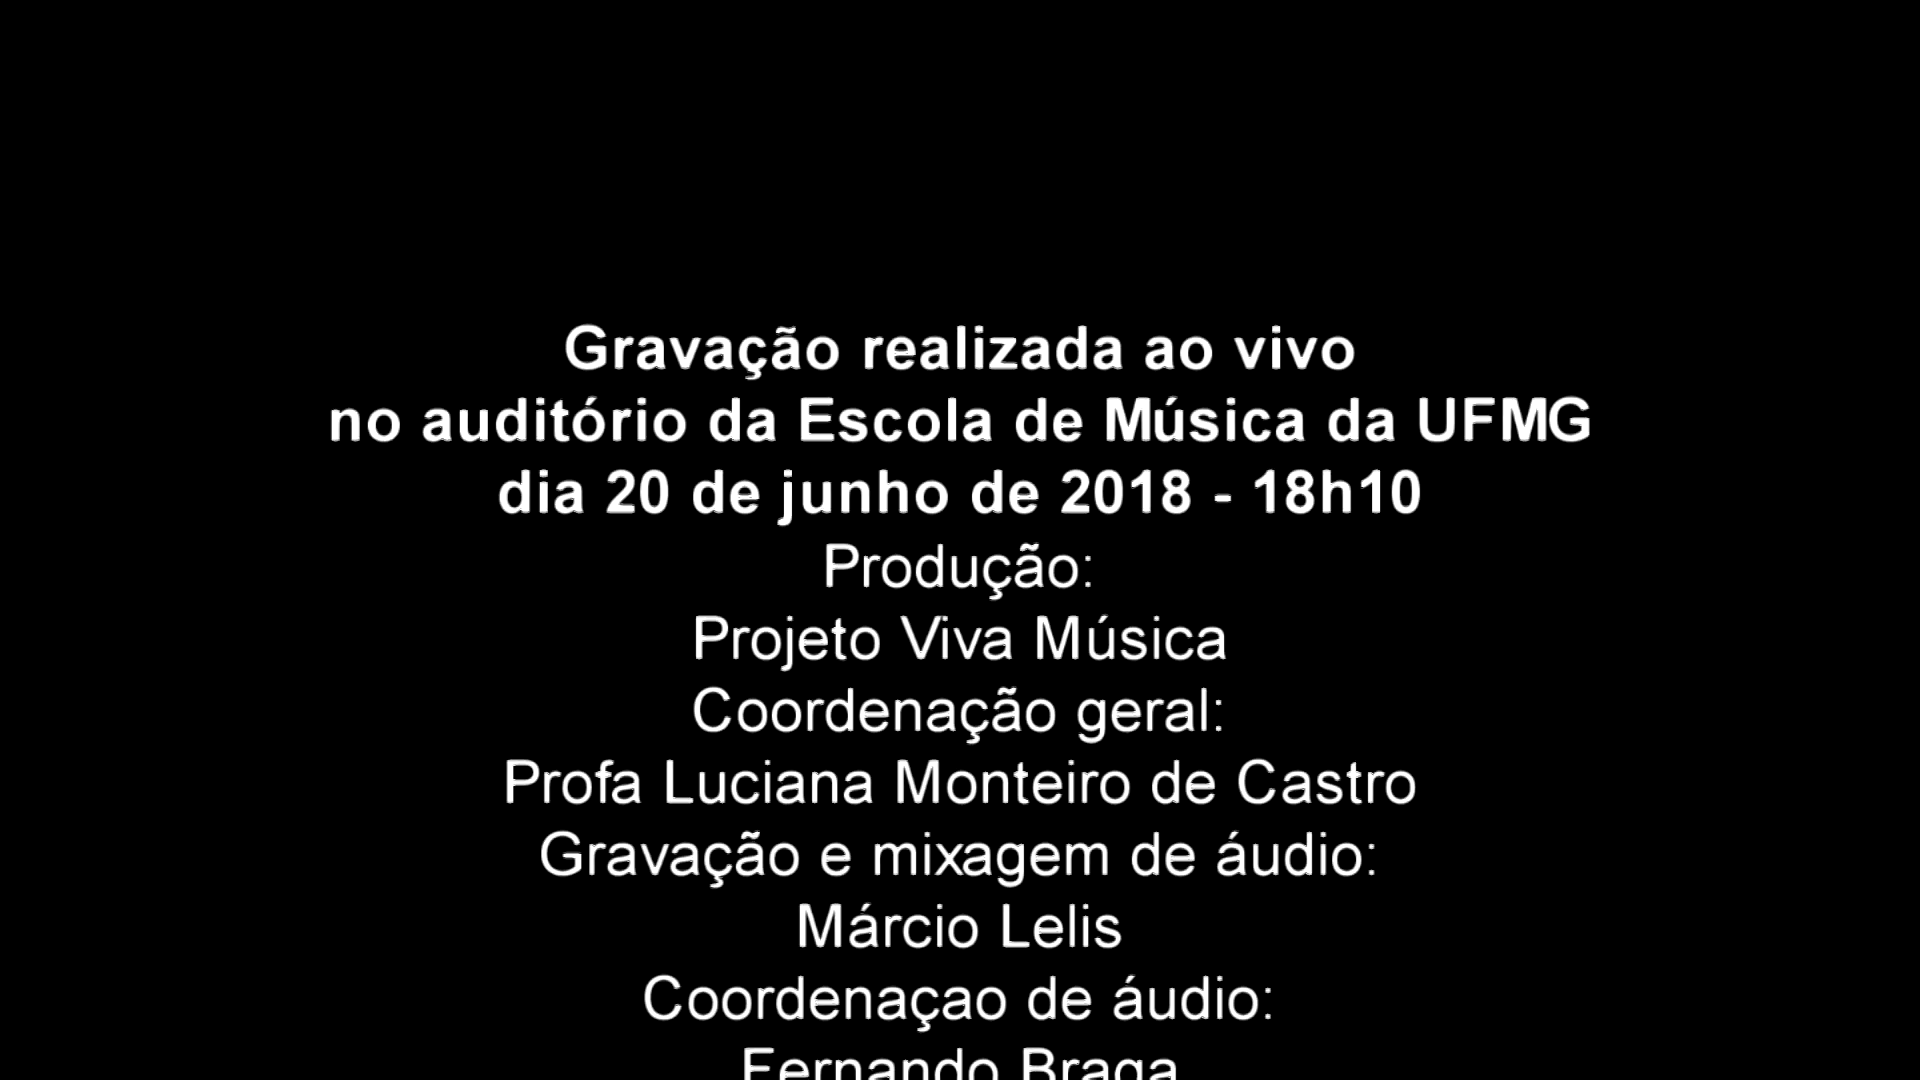 Gravação realizada ao vivo
no auditório da Escola de Música da UFMG
dia 20 de junho de 2018 - 18h10
Produção:
Projeto Viva Música
Coordenação geral:
Profa Luciana Monteiro de Castro
Gravação e mixagem de áudio:
Márcio Lelis
Coordenaçao de áudio:
Fernando Braga